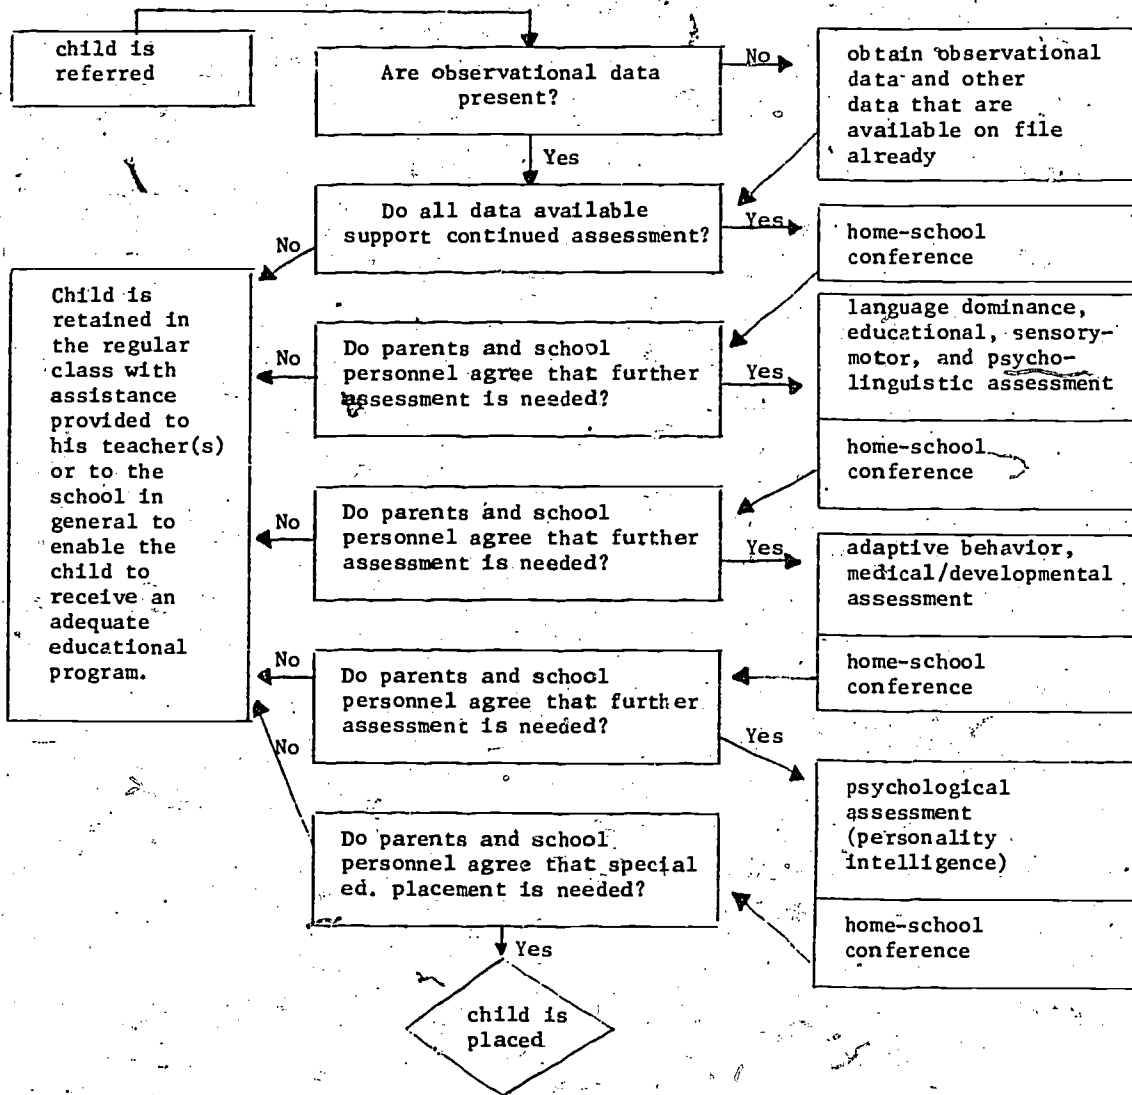 child is
referred
Are observational data
present?
No
obtain observational
data and other
data that are
available on file
already
Yes
Do all data available
support continued assessment?
Yes
home-school
conference
No
Child is
retained in
the regular
class with
assistance
provided to
his teacher(s)
or to the
school in
general to
enable the
child to
receive an
adequate
educational
program.
Do parents and school
personnel agree that further
assessment is needed?
No
Yes
language dominance,
educational, sensory-
motor, and psycho-
linguistic assessment
home-school
conference
Do parents and school
personnel agree that further
assessment is needed?
No
Yes
adaptive behavior,
medical/developmental
assessment
home-school
conference
Do parents and school
personnel agree that further
assessment is needed?
No
Yes
psychological
assessment
(personality
intelligence)
home-school
conference
No
Do parents and school
personnel agree that special
ed. placement is needed?
Yes
child is
placed